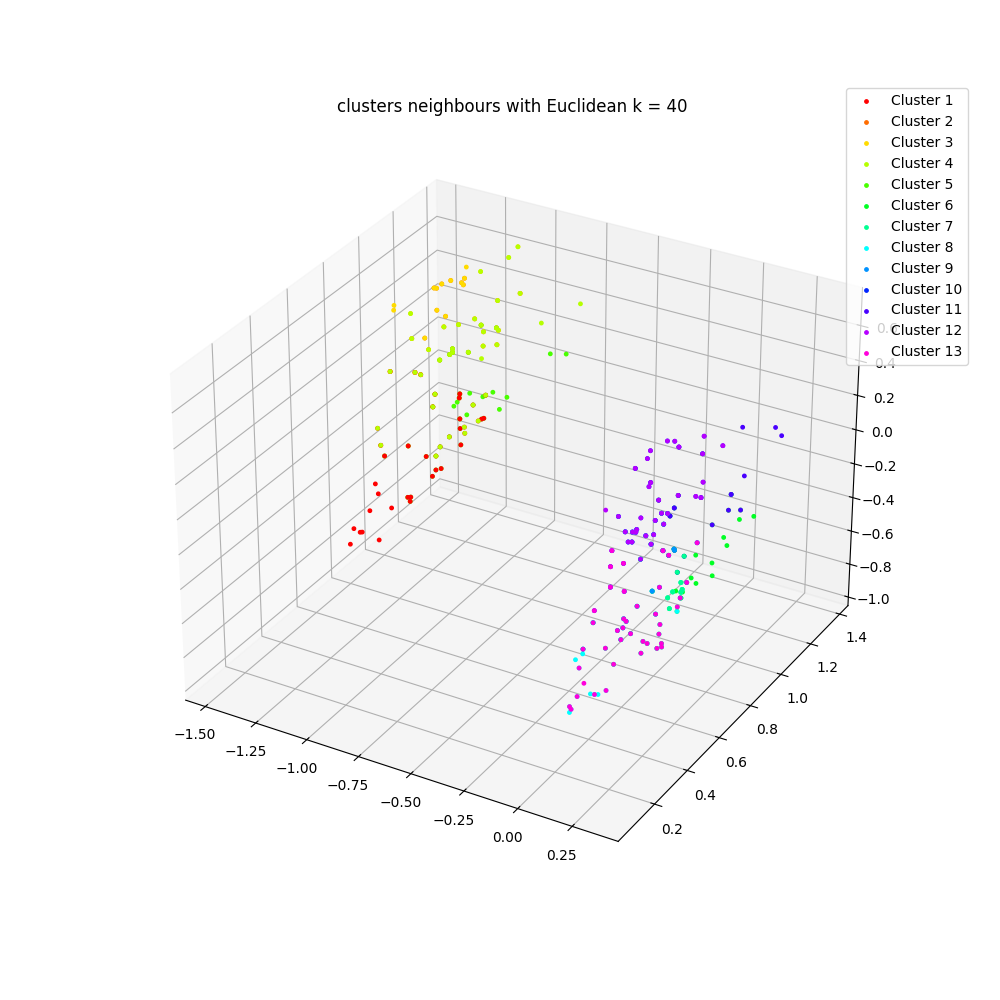 clusters neighbours with Euclidean k = 40
Cluster 1
Cluster 2
Cluster 3
Cluster 4
Cluster 5
Cluster 6
Cluster 7
Cluster 8
Cluster 9
Cluster 10
Cluster 11
Cluster 12
Cluster 13
0.4
0.2
0.0
−0.2
−0.4
−0.6
−0.8
−1.0
1.4
1.2
1.0
0.8
0.6
0.4
0.2
−1.50
−1.25
−1.00
−0.75
−0.50
−0.25
0.00
0.25